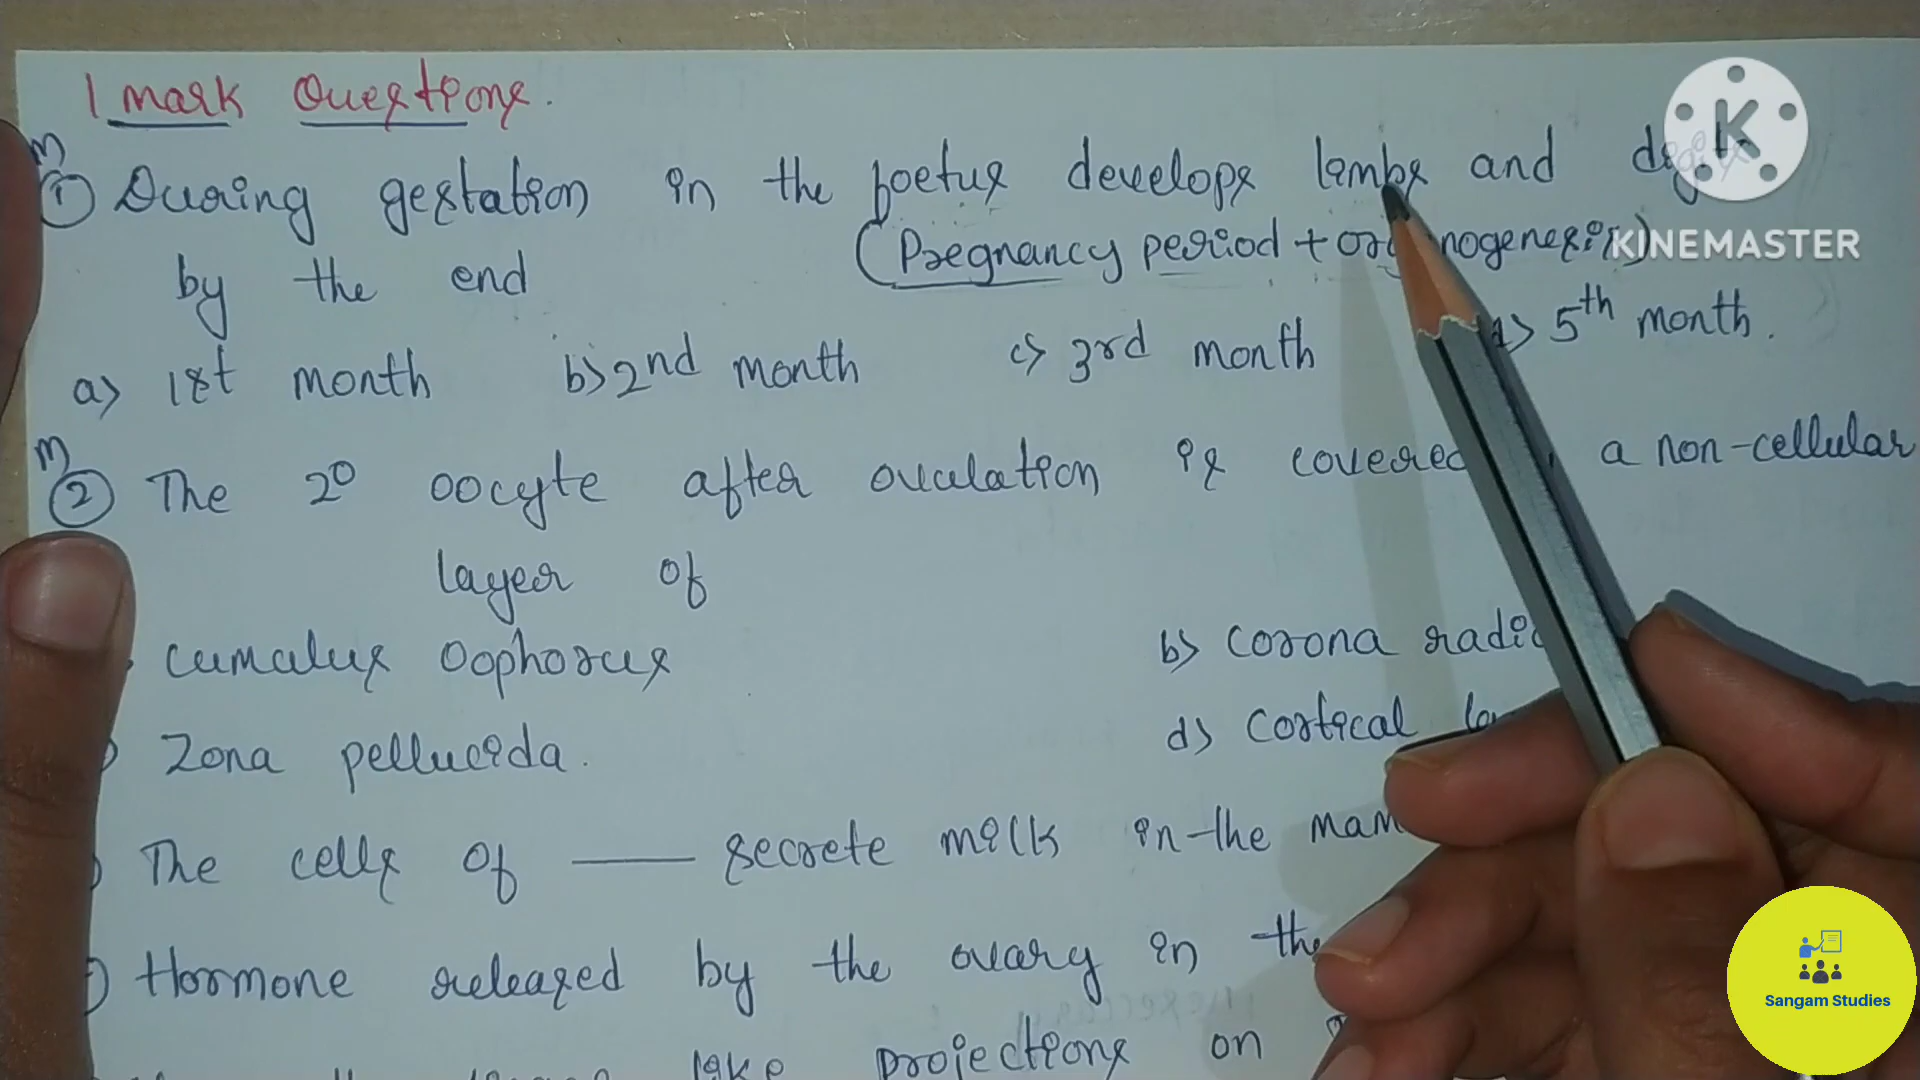 1 mark Questions.
m
① During gestation in the foetus develops limbs and
by the end (Pregnancy period +
KINEMASTER
a) 1st month b) 2nd month c) 3rd month 5th month.
m
② The 2° oocyte after ovulation is covered a non-cellular
layer of
Cumulus Oophorus b) Corona
Zona pellucida. d) Cortical
The cells of ——— secrete milk in the
Hormone released by the ovary in
like projections on
Sangam Studies